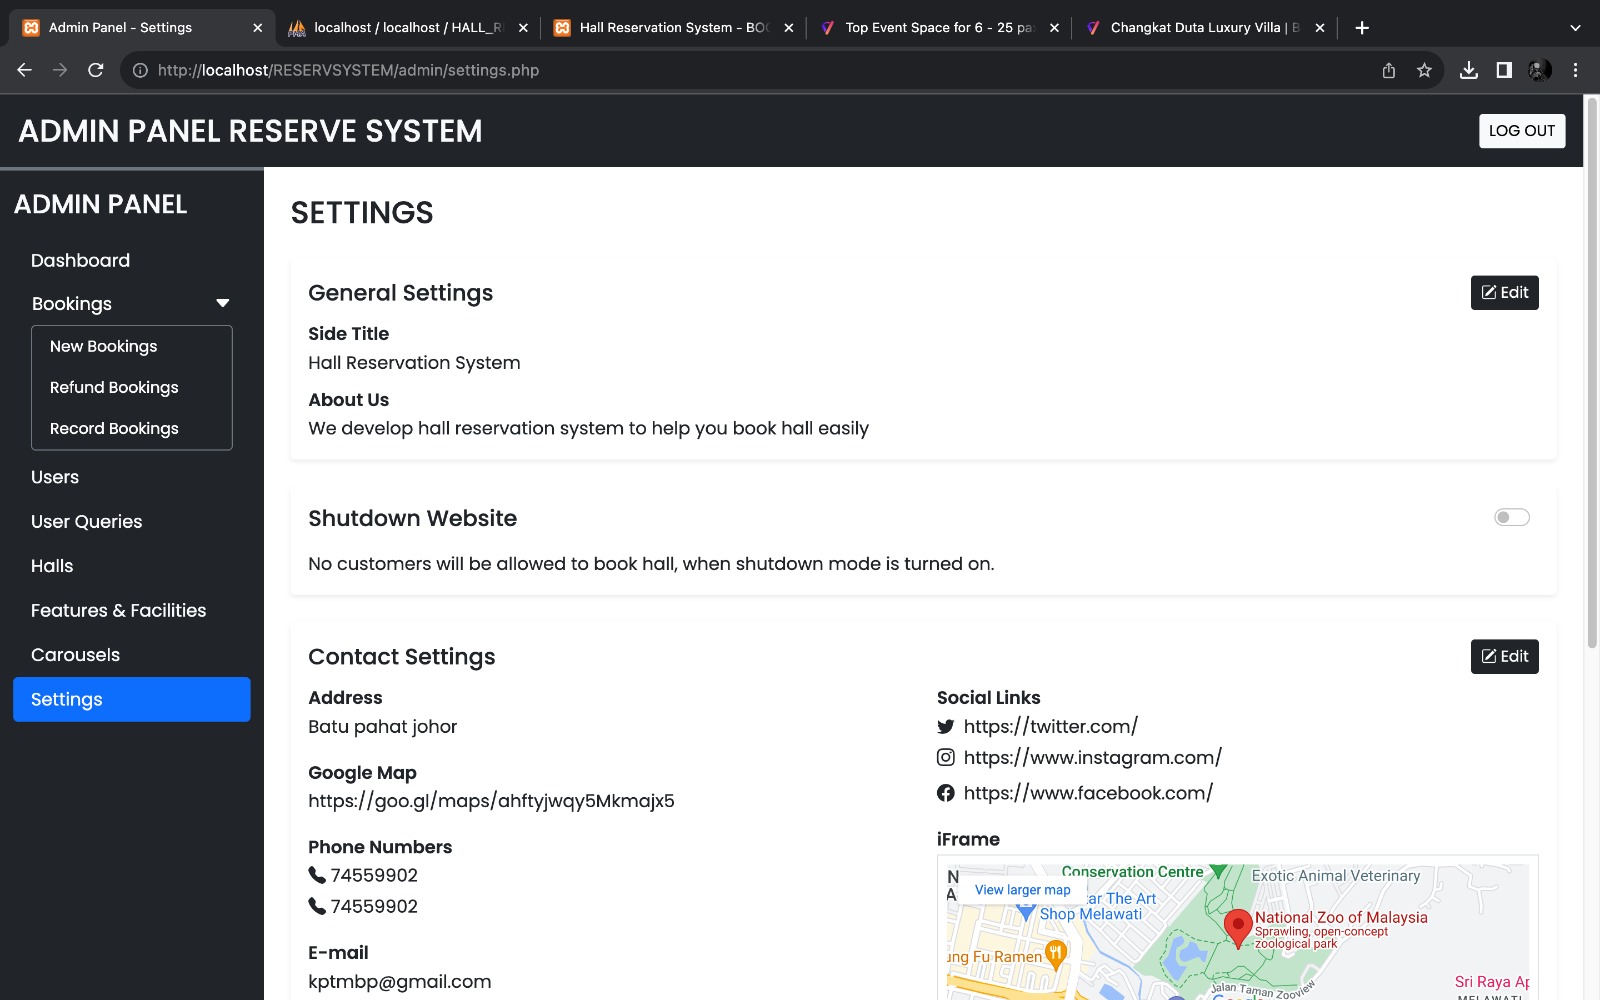 Admin Panel - Settings
localhost / localhost / HALL_R
Hall Reservation System - BOO
Top Event Space for 6 - 25 pa
Changkat Duta Luxury Villa | B
http://localhost/RESERVSYSTEM/admin/settings.php
ADMIN PANEL RESERVE SYSTEM
LOG OUT
ADMIN PANEL
Dashboard
Bookings
New Bookings
Refund Bookings
Record Bookings
Users
User Queries
Halls
Features & Facilities
Carousels
Settings
SETTINGS
General Settings
Edit
Side Title
Hall Reservation System
About Us
We develop hall reservation system to help you book hall easily
Shutdown Website
No customers will be allowed to book hall, when shutdown mode is turned on.
Contact Settings
Edit
Address
Batu pahat johor
Google Map
https://goo.gl/maps/ahftyjwqy5Mkmajx5
Phone Numbers
74559902
74559902
E-mail
kptmbp@gmail.com
Social Links
https://twitter.com/
https://www.instagram.com/
https://www.facebook.com/
iFrame
View larger map
Conservation Centre
Exotic Animal Veterinary
ar The Art
Shop Melawati
National Zoo of Malaysia
Sprawling, open-concept
zoological park
ung Fu Ramen
Sri Raya Ap
Jalan Taman Zooview
Google
MELAWATI